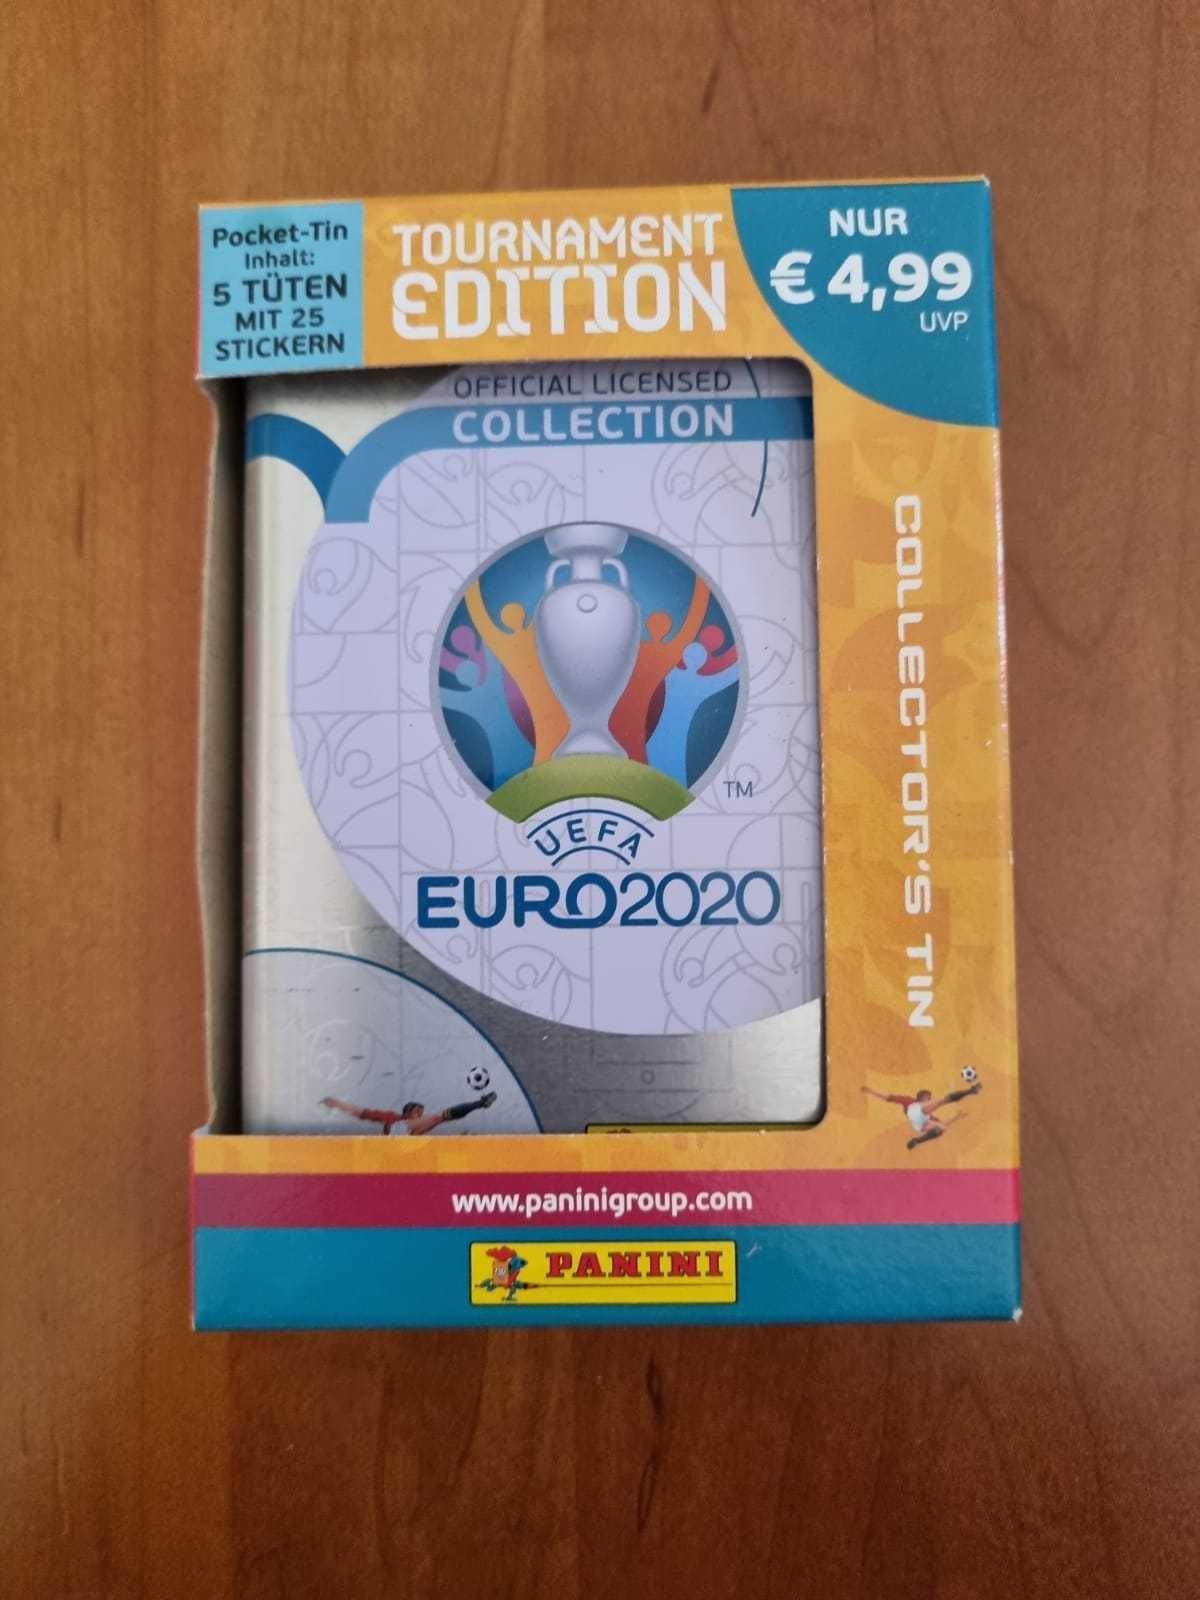 Pocket-Tin
Inhalt:
5 TÜTEN
MIT 25
STICKERN
TOURNAMENT
EDITION
NUR
€ 4,99
UVP
OFFICIAL LICENSED
COLLECTION
COLLECTOR'S TIN
TM
UEFA
EURO2020
www.paninigroup.com
PANINI